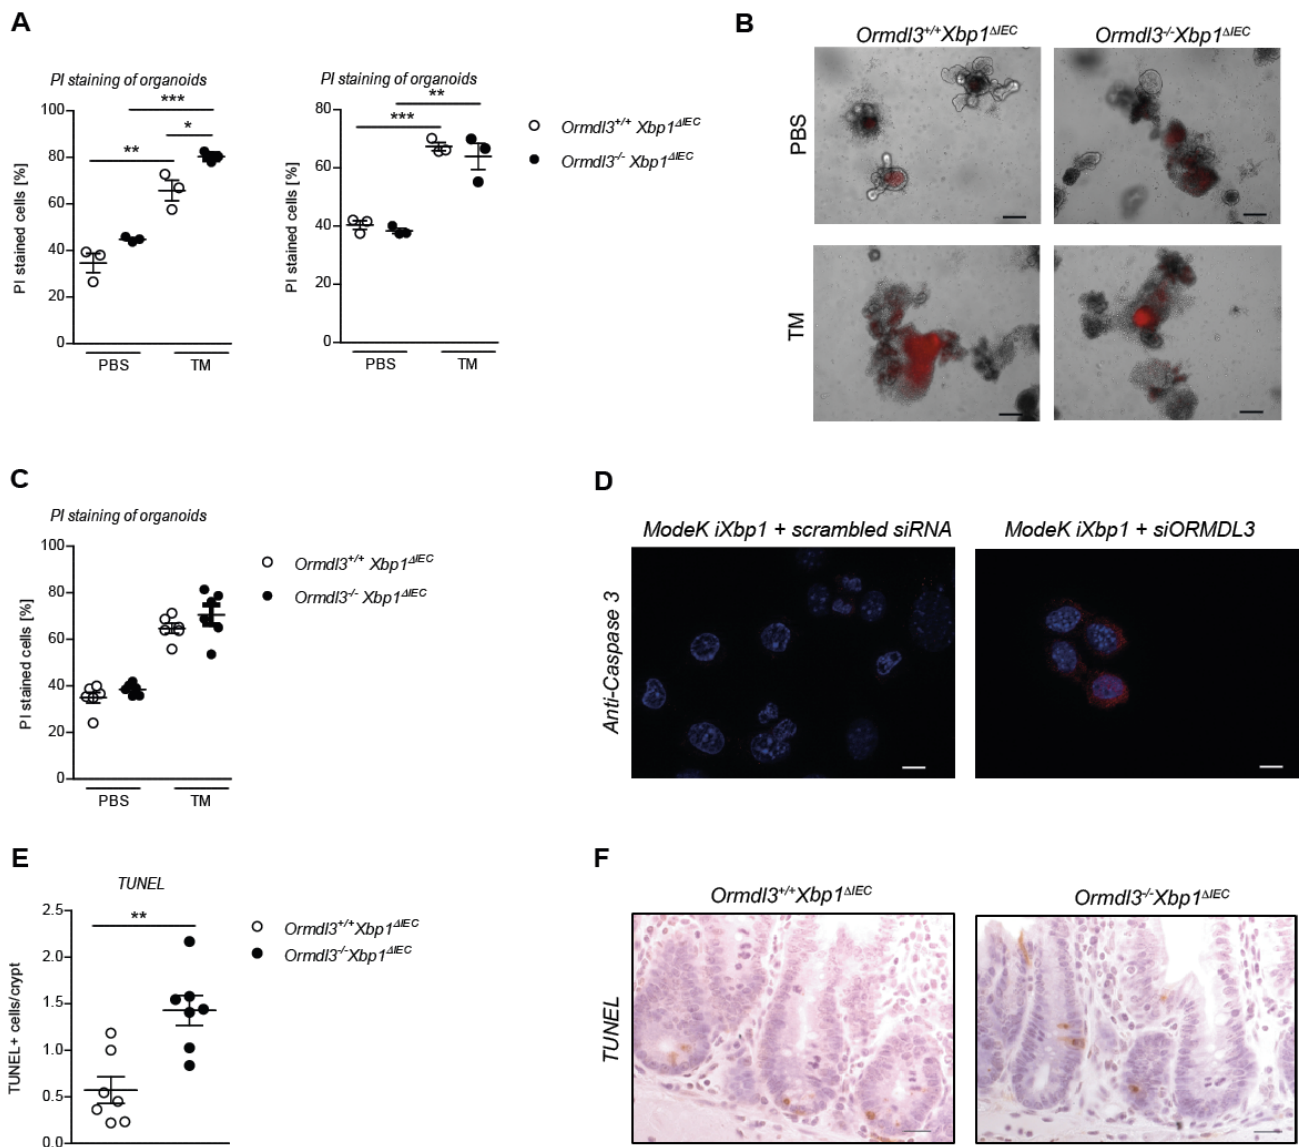 A
PI staining of organoids
***
*
**
PI stained cells [%]
100
80
60
40
20
0
PBS
TM
PI staining of organoids
**
***
PI stained cells [%]
80
60
40
20
0
PBS
TM
Ormdl3+/+ Xbp1ΔIEC
Ormdl3-/- Xbp1ΔIEC
B
Ormdl3+/+Xbp1ΔIEC
Ormdl3-/-Xbp1ΔIEC
PBS
TM
C
PI staining of organoids
PI stained cells [%]
100
80
60
40
20
0
PBS
TM
Ormdl3+/+ Xbp1ΔIEC
Ormdl3-/- Xbp1ΔIEC
D
ModeK iXbp1 + scrambled siRNA
ModeK iXbp1 + siORMDL3
Anti-Caspase 3
E
TUNEL
**
TUNEL+ cells/crypt
2.5
2.0
1.5
1.0
0.5
0.0
Ormdl3+/+Xbp1ΔIEC
Ormdl3-/-Xbp1ΔIEC
F
Ormdl3+/+Xbp1ΔIEC
Ormdl3-/-Xbp1ΔIEC
TUNEL